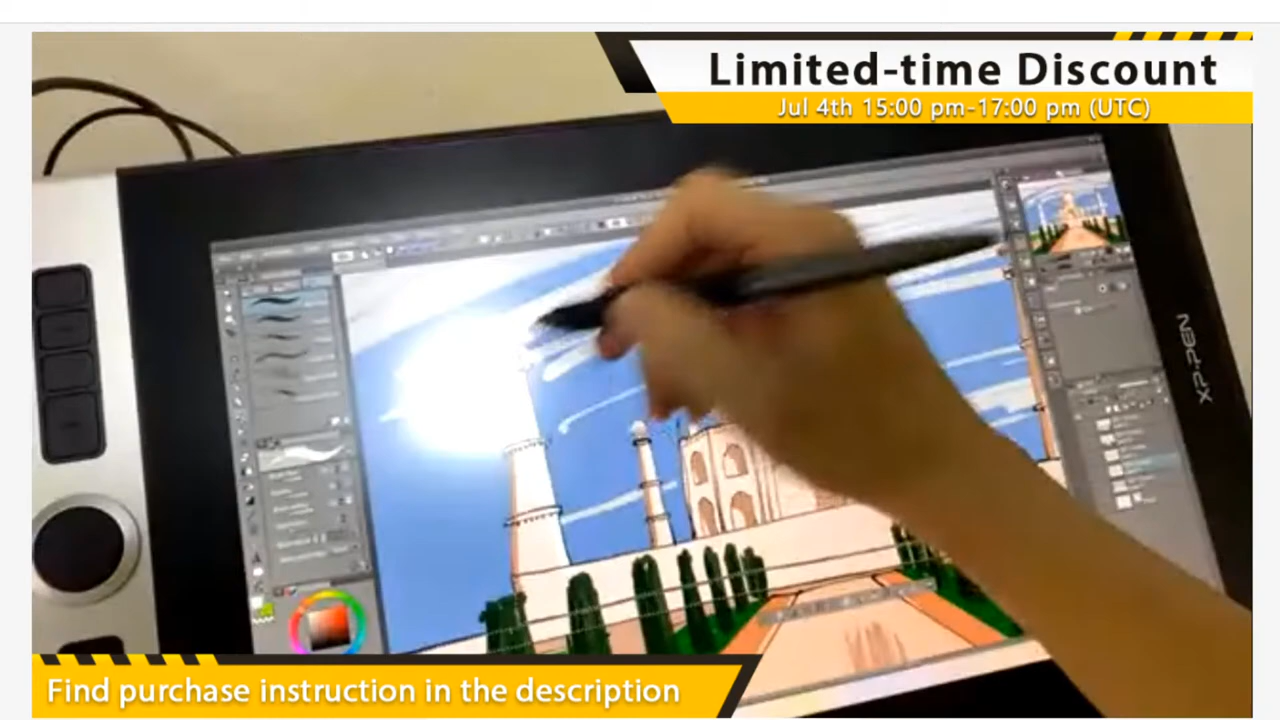 Limited-time Discount
Jul 4th 15:00 pm-17:00 pm (UTC)
XP-PEN
Find purchase instruction in the description